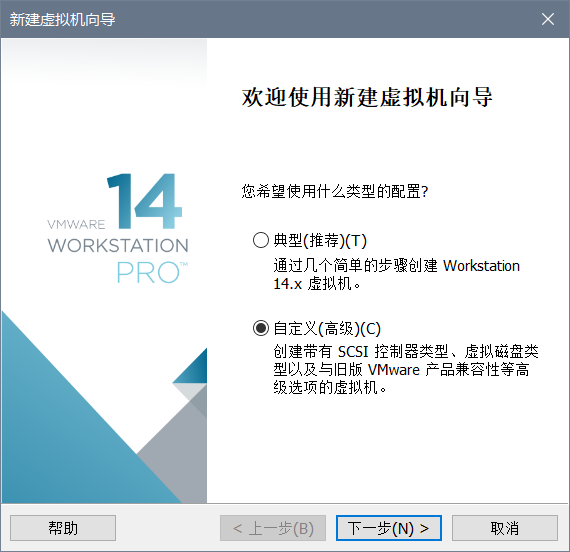 新建虚拟机向导
欢迎使用新建虚拟机向导
14
VMWARE
WORKSTATION
PRO™
您希望使用什么类型的配置?
典型(推荐)(T)
通过几个简单的步骤创建 Workstation
14.x 虚拟机。
自定义(高级)(C)
创建带有 SCSI 控制器类型、虚拟磁盘类
型以及与旧版 VMware 产品兼容性等高
级选项的虚拟机。
帮助
< 上一步(B)
下一步(N) >
取消